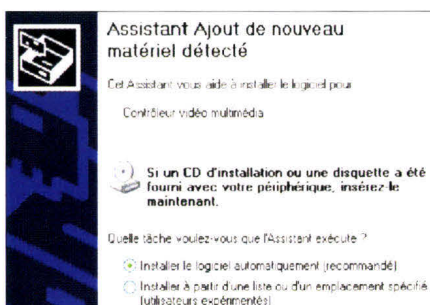 Assistant Ajout de nouveau
matériel détecté
Cet Assistant vous aide à installer le logiciel pour
Contrôleur vidéo multimédia
Si un CD d'installation ou une disquette a été
fourni avec votre périphérique, insérez-le
maintenant.
Quelle tâche voulez-vous que l'Assistant exécute ?
Installer le logiciel automatiquement (recommandé)
Installer à partir d'une liste ou d'un emplacement spécifié
(utilisateurs expérimentés)